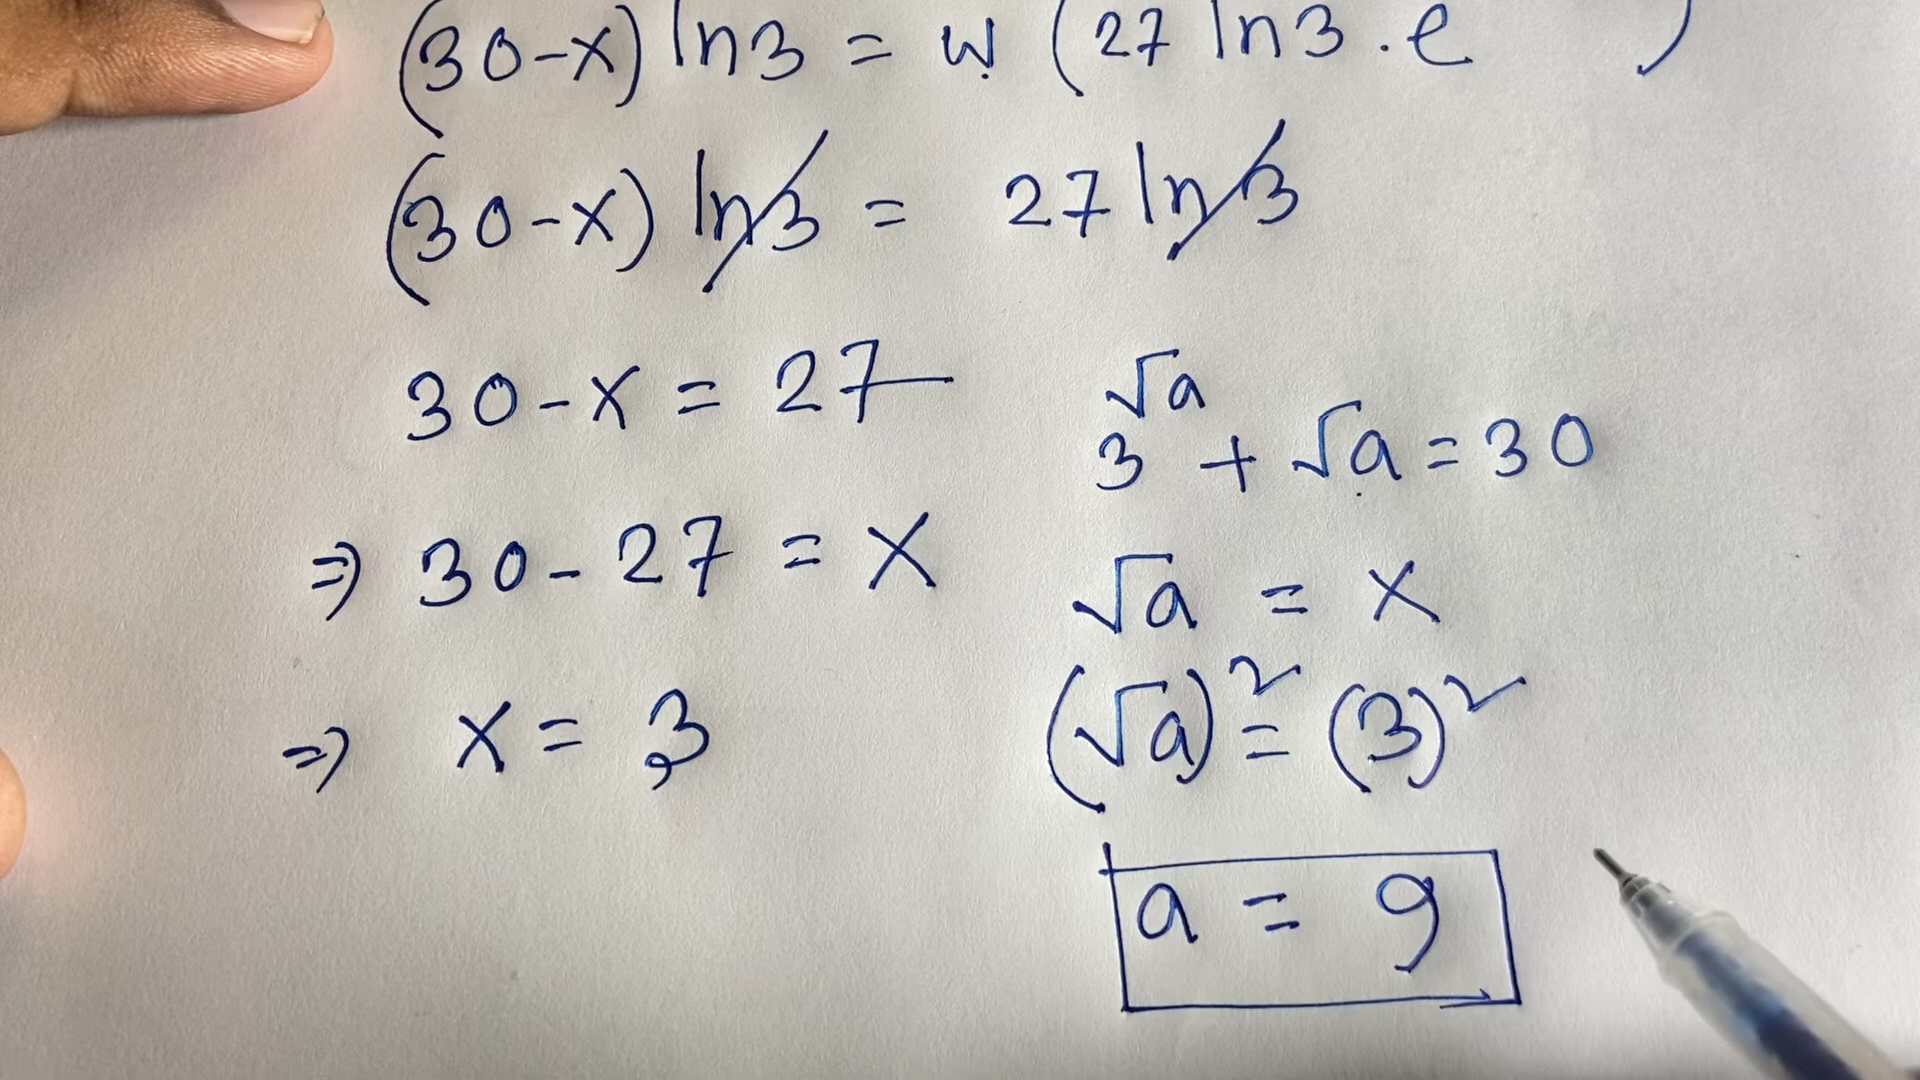 (30-x) ln3 = W (27 ln3 . e )
(30-x) ln3 = 27 ln3
30-x = 27
⇒ 30-27 = x
⇒ x = 3
3^√a + √a = 30
√a = x
(√a)² = (3)²
a = 9